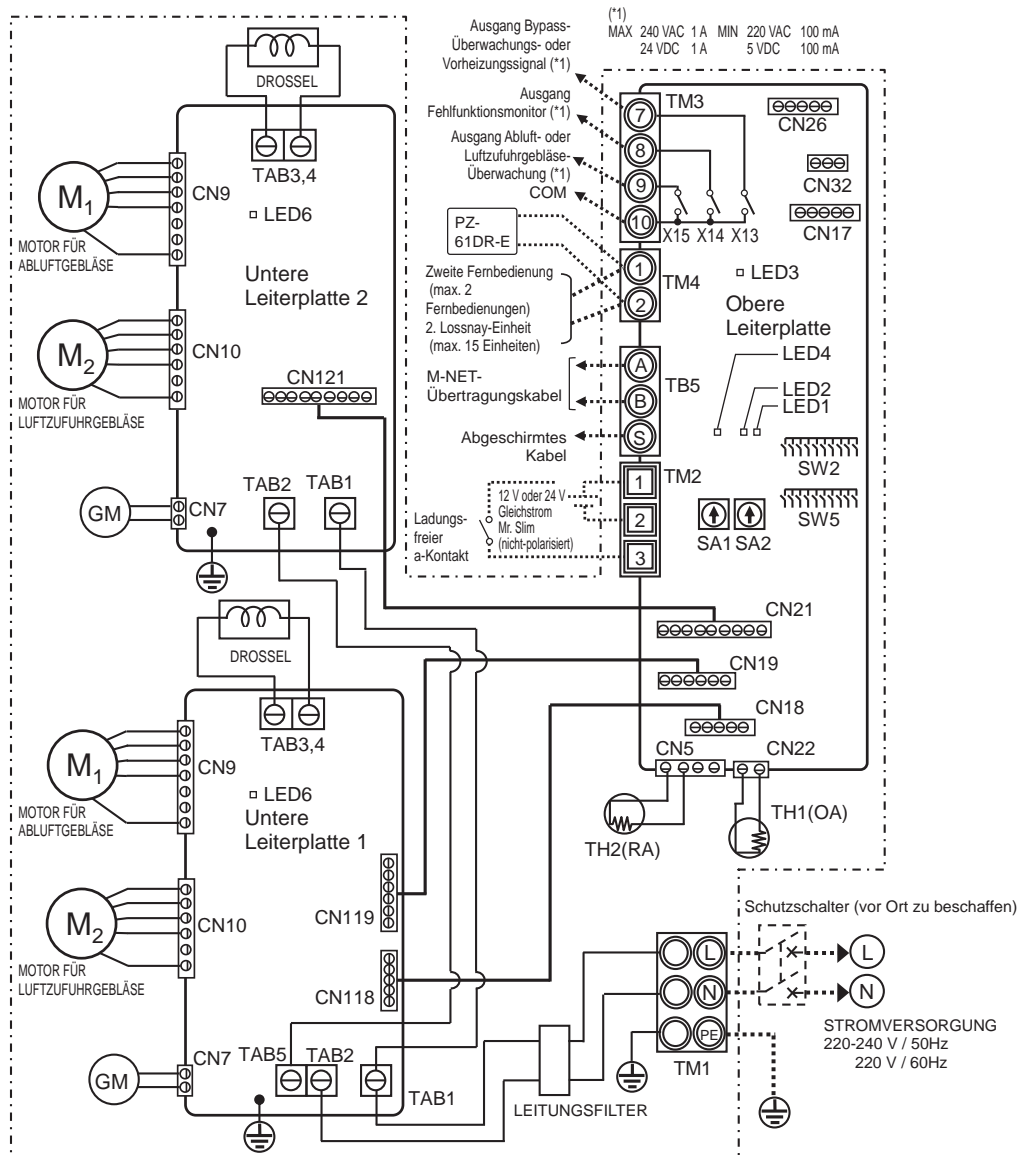 (*1)
MAX 240 VAC 1 A MIN 220 VAC 100 mA
24 VDC 1 A 5 VDC 100 mA
Ausgang Bypass-
Überwachungs- oder
Vorheizungssignal (*1)
Ausgang
Fehlfunktionsmonitor (*1)
Ausgang Abluft- oder
Luftzufuhrgebläse-
Überwachung (*1)
COM
PZ-
61DR-E
Zweite Fernbedienung
(max. 2
Fernbedienungen)
2. Lossnay-Einheit
(max. 15 Einheiten)
M-NET-
Übertragungskabel
Abgeschirmtes
Kabel
12 V oder 24 V
Gleichstrom
Mr. Slim
(nicht-polarisiert)
Ladungs-
freier
a-Kontakt
TM3
7
8
9
10
X15 X14 X13
TM4
1
2
TB5
A
B
S
TM2
1
2
3
CN26
CN32
CN17
LED3
Obere
Leiterplatte
LED4
LED2
LED1
SW2
SW5
SA1 SA2
CN21
CN19
CN18
CN5
CN22
TH2(RA)
TH1(OA)
DROSSEL
TAB3,4
M1
CN9
LED6
MOTOR FÜR
ABLUFTGEBLÄSE
Untere
Leiterplatte 2
M2
CN10
MOTOR FÜR
LUFTZUFUHRGEBLÄSE
CN121
TAB2 TAB1
GM
CN7
DROSSEL
TAB3,4
M1
CN9
LED6
MOTOR FÜR
ABLUFTGEBLÄSE
Untere
Leiterplatte 1
M2
CN10
MOTOR FÜR
LUFTZUFUHRGEBLÄSE
CN119
CN118
GM
CN7
TAB5 TAB2
TAB1
LEITUNGSFILTER
TM1
L
N
PE
Schutzschalter (vor Ort zu beschaffen)
L
N
STROMVERSORGUNG
220-240 V / 50Hz
220 V / 60Hz